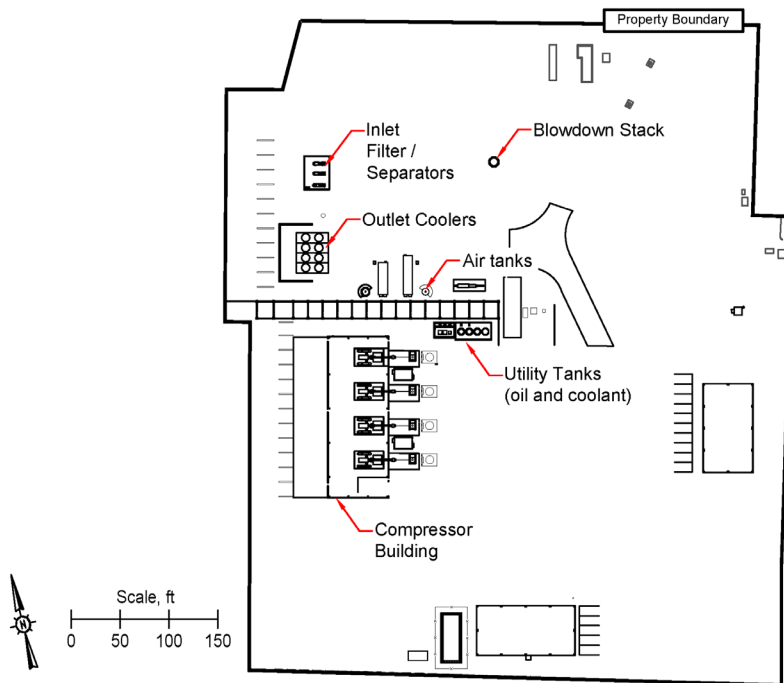 Property Boundary
Inlet
Filter /
Separators
Blowdown Stack
Outlet Coolers
Air tanks
Utility Tanks
(oil and coolant)
Compressor
Building
N
Scale, ft
0 50 100 150